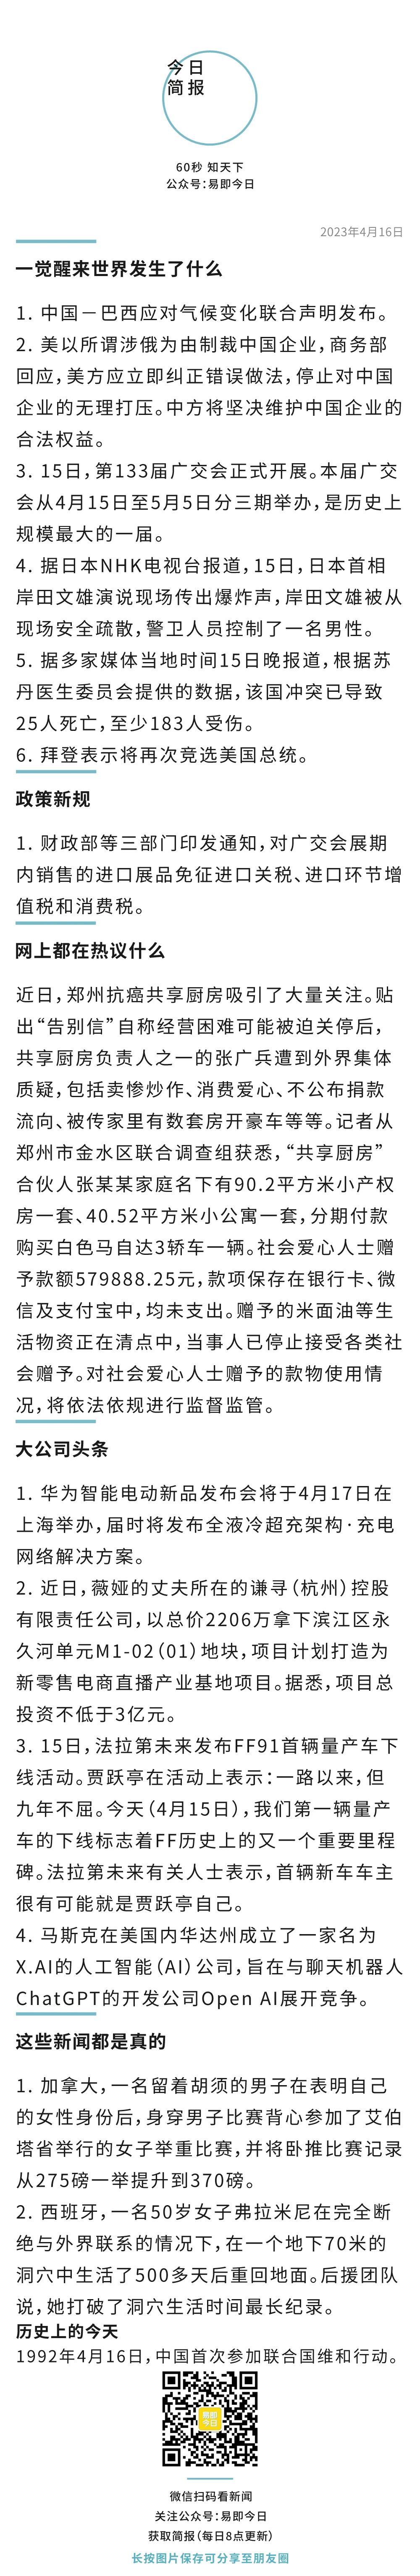 今日
简报
60秒 知天下
公众号:易即今日
2023年4月16日
一觉醒来世界发生了什么
1. 中国－巴西应对气候变化联合声明发布。
2. 美以所谓涉俄为由制裁中国企业,商务部
回应,美方应立即纠正错误做法,停止对中国
企业的无理打压。中方将坚决维护中国企业的
合法权益。
3. 15日,第133届广交会正式开展。本届广交
会从4月15日至5月5日分三期举办,是历史上
规模最大的一届。
4. 据日本NHK电视台报道,15日,日本首相
岸田文雄演说现场传出爆炸声,岸田文雄被从
现场安全疏散,警卫人员控制了一名男性。
5. 据多家媒体当地时间15日晚报道,根据苏
丹医生委员会提供的数据,该国冲突已导致
25人死亡,至少183人受伤。
6. 拜登表示将再次竞选美国总统。
政策新规
1. 财政部等三部门印发通知,对广交会展期
内销售的进口展品免征进口关税、进口环节增
值税和消费税。
网上都在热议什么
近日,郑州抗癌共享厨房吸引了大量关注。贴
出“告别信”自称经营困难可能被迫关停后,
共享厨房负责人之一的张广兵遭到外界集体
质疑,包括卖惨炒作、消费爱心、不公布捐款
流向、被传家里有数套房开豪车等等。记者从
郑州市金水区联合调查组获悉,“共享厨房”
合伙人张某某家庭名下有90.2平方米小产权
房一套、40.52平方米小公寓一套,分期付款
购买白色马自达3轿车一辆。社会爱心人士赠
予款额579888.25元,款项保存在银行卡、微
信及支付宝中,均未支出。赠予的米面油等生
活物资正在清点中,当事人已停止接受各类社
会赠予。对社会爱心人士赠予的款物使用情
况,将依法依规进行监督监管。
大公司头条
1. 华为智能电动新品发布会将于4月17日在
上海举办,届时将发布全液冷超充架构·充电
网络解决方案。
2. 近日,薇娅的丈夫所在的谦寻(杭州)控股
有限责任公司,以总价2206万拿下滨江区永
久河单元M1-02(01)地块,项目计划打造为
新零售电商直播产业基地项目。据悉,项目总
投资不低于3亿元。
3. 15日,法拉第未来发布FF91首辆量产车下
线活动。贾跃亭在活动上表示:一路以来,但
九年不屈。今天(4月15日),我们第一辆量产
车的下线标志着FF历史上的又一个重要里程
碑。法拉第未来有关人士表示,首辆新车车主
很有可能就是贾跃亭自己。
4. 马斯克在美国内华达州成立了一家名为
X.AI的人工智能(AI)公司,旨在与聊天机器人
ChatGPT的开发公司Open AI展开竞争。
这些新闻都是真的
1. 加拿大,一名留着胡须的男子在表明自己
的女性身份后,身穿男子比赛背心参加了艾伯
塔省举行的女子举重比赛,并将卧推比赛记录
从275磅一举提升到370磅。
2. 西班牙,一名50岁女子弗拉米尼在完全断
绝与外界联系的情况下,在一个地下70米的
洞穴中生活了500多天后重回地面。后援团队
说,她打破了洞穴生活时间最长纪录。
历史上的今天
1992年4月16日,中国首次参加联合国维和行动。
易即
今日
微信扫码看新闻
关注公众号:易即今日
获取简报(每日8点更新)
长按图片保存可分享至朋友圈